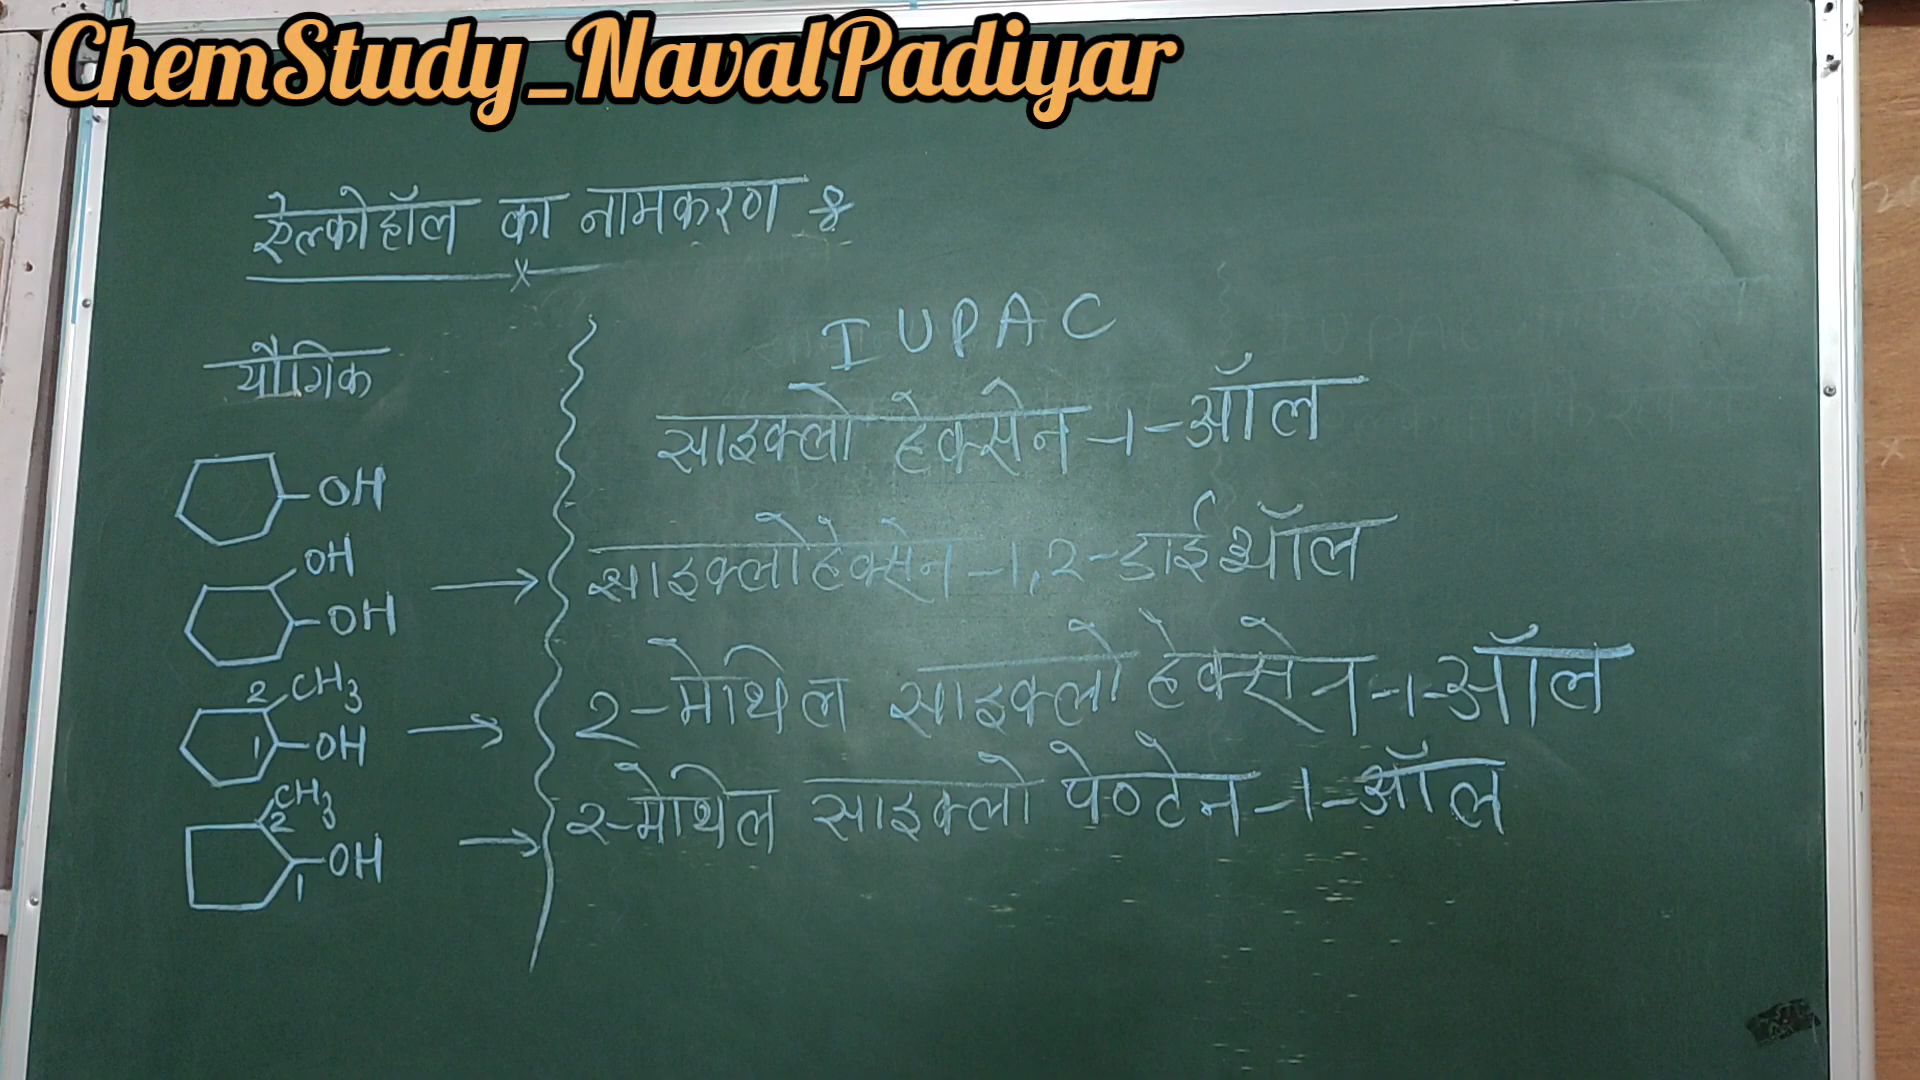 ChemStudy_NavalPadiyar
ऐल्कोहॉल का नामकरण :
यौगिक
IUPAC
OH
साइक्लो हेक्सेन-1-ऑल
OH
OH
साइक्लोहेक्सेन-1,2-डाईऑल
2 CH3
1 OH
2-मेथिल साइक्लो हेक्सेन-1-ऑल
CH3
2
OH
1
2-मेथिल साइक्लो पेण्टेन-1-ऑल